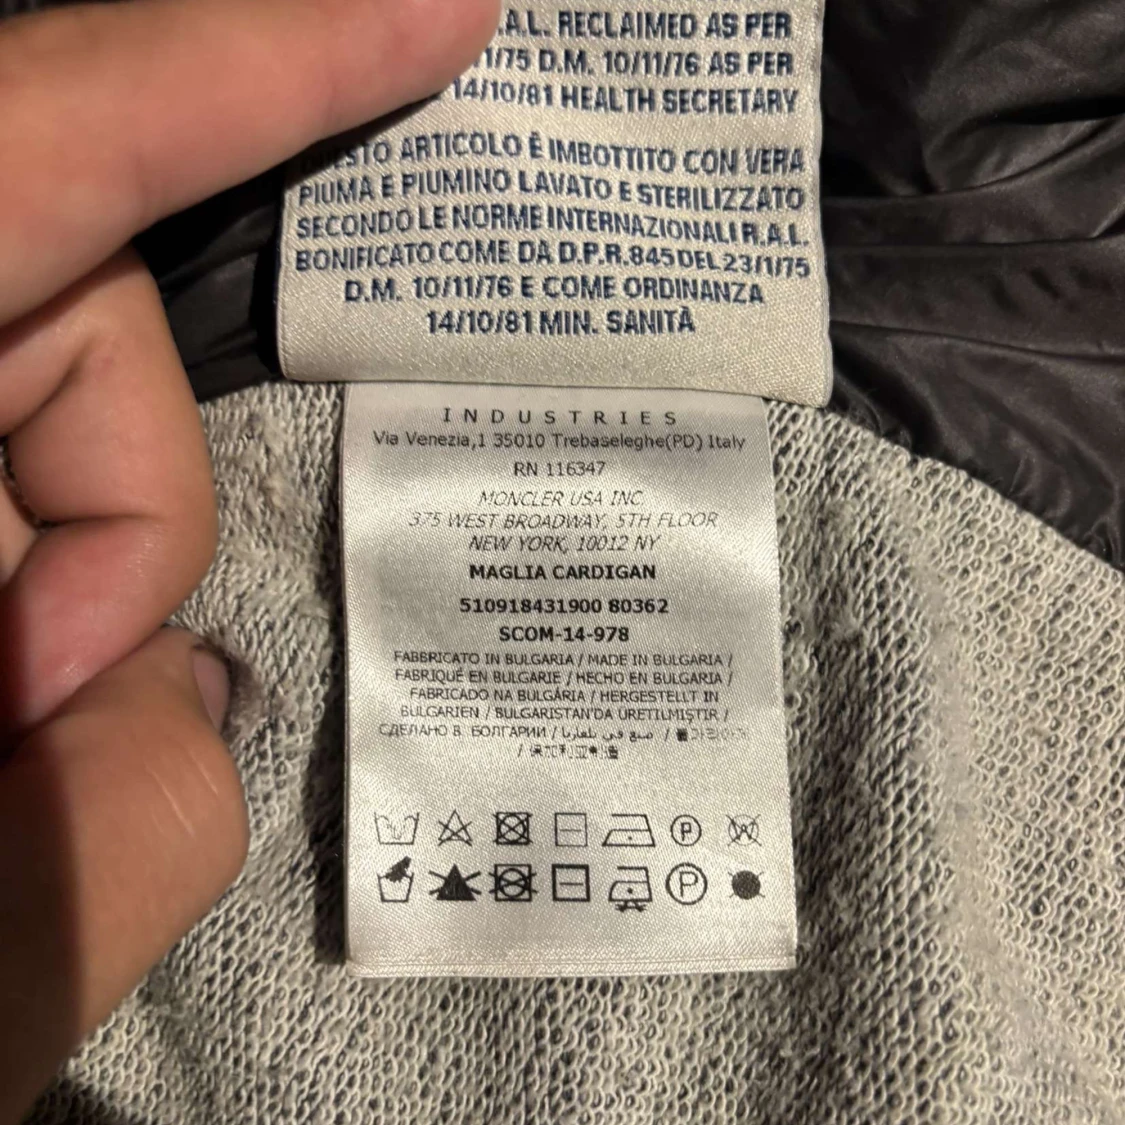 .A.L. RECLAIMED AS PER
1/75 D.M. 10/11/76 AS PER
14/10/81 HEALTH SECRETARY
QUESTO ARTICOLO È IMBOTTITO CON VERA
PIUMA E PIUMINO LAVATO E STERILIZZATO
SECONDO LE NORME INTERNAZIONALI R.A.L.
BONIFICATO COME DA D.P.R. 845 DEL 23/1/75
D.M. 10/11/76 E COME ORDINANZA
14/10/81 MIN. SANITÀ
INDUSTRIES
Via Venezia,1 35010 Trebaseleghe(PD) Italy
RN 116347
MONCLER USA INC.
375 WEST BROADWAY, 5TH FLOOR
NEW YORK, 10012 NY
MAGLIA CARDIGAN
510918431900 80362
SCOM-14-978
FABBRICATO IN BULGARIA / MADE IN BULGARIA /
FABRIQUÉ EN BULGARIE / HECHO EN BULGARIA /
FABRICADO NA BULGÁRIA / HERGESTELLT IN
BULGARIEN / BULGARISTAN'DA ÜRETILMIŞTIR /
СДЕЛАНО В БОЛГАРИИ / صنع في بلغاريا /
P
W
P